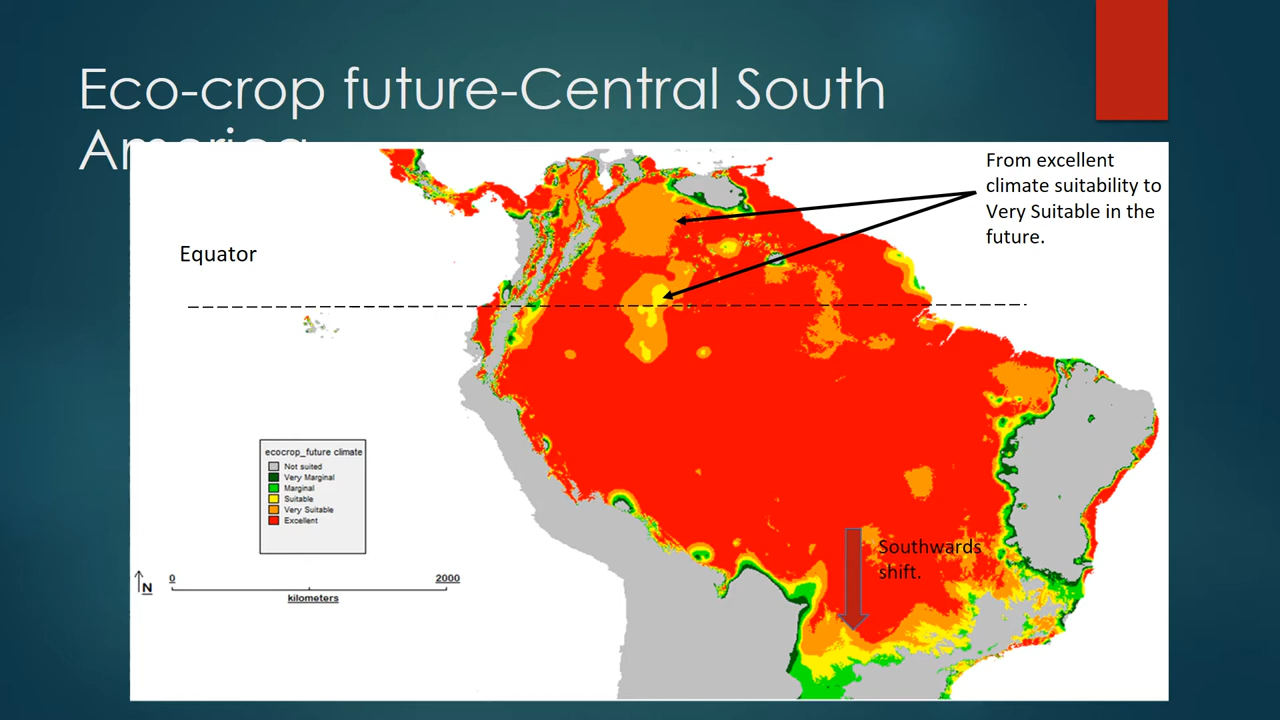 Eco-crop future-Central South
America
From excellent
climate suitability to
Very Suitable in the
future.
Equator
ecocrop_future climate
Not suited
Very Marginal
Marginal
Suitable
Very Suitable
Excellent
Southwards
shift.
N
0
2000
kilometers